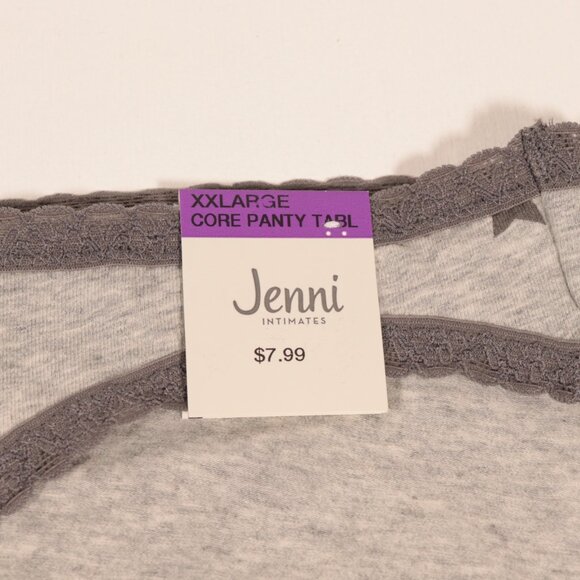 XXLARGE
CORE PANTY TABL
Jenni
INTIMATES
$7.99